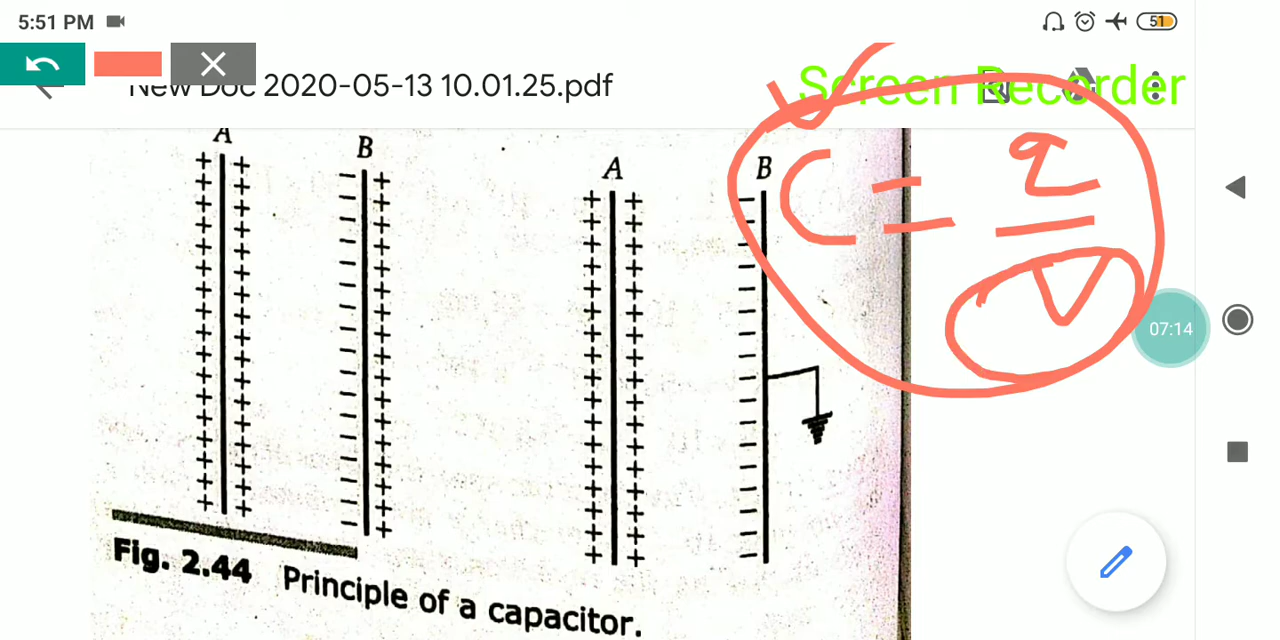 5:51 PM
51
New Doc 2020-05-13 10.01.25.pdf
Screen Recorder
A
B
A
B
C = q
V
07:14
Fig. 2.44 Principle of a capacitor.